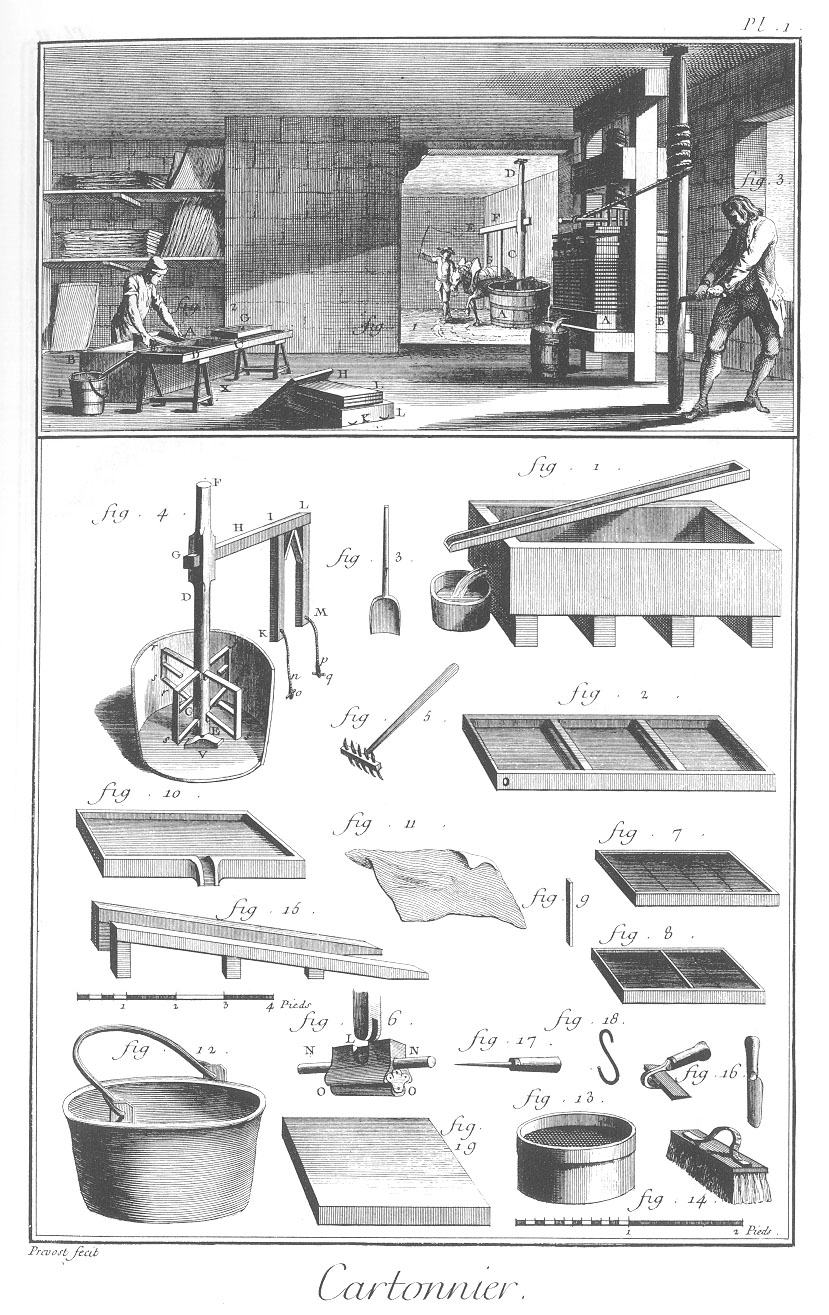 Pl . 1 .
fig. 3.
D
E
F
C
A
A
B
fig
1
2
G
A
B
D
F
X
H
I
K
L
fig . 1 .
fig . 4 .
F
L
I
H
G
D
M
K
n
o
p
q
r
s
C
E
V
fig . 3 .
fig . 5 .
fig . 2 .
fig . 10 .
fig . 11 .
fig . 7 .
fig . 9
fig . 8 .
fig . 15 .
1 2 3 4 Pieds
fig . 6 .
L
N N
O O
fig . 17 .
fig . 18 .
fig . 16 .
fig . 12 .
fig . 13 .
fig. 19
fig . 14 .
1 2 Pieds .
Prevost fecit
Cartonnier.